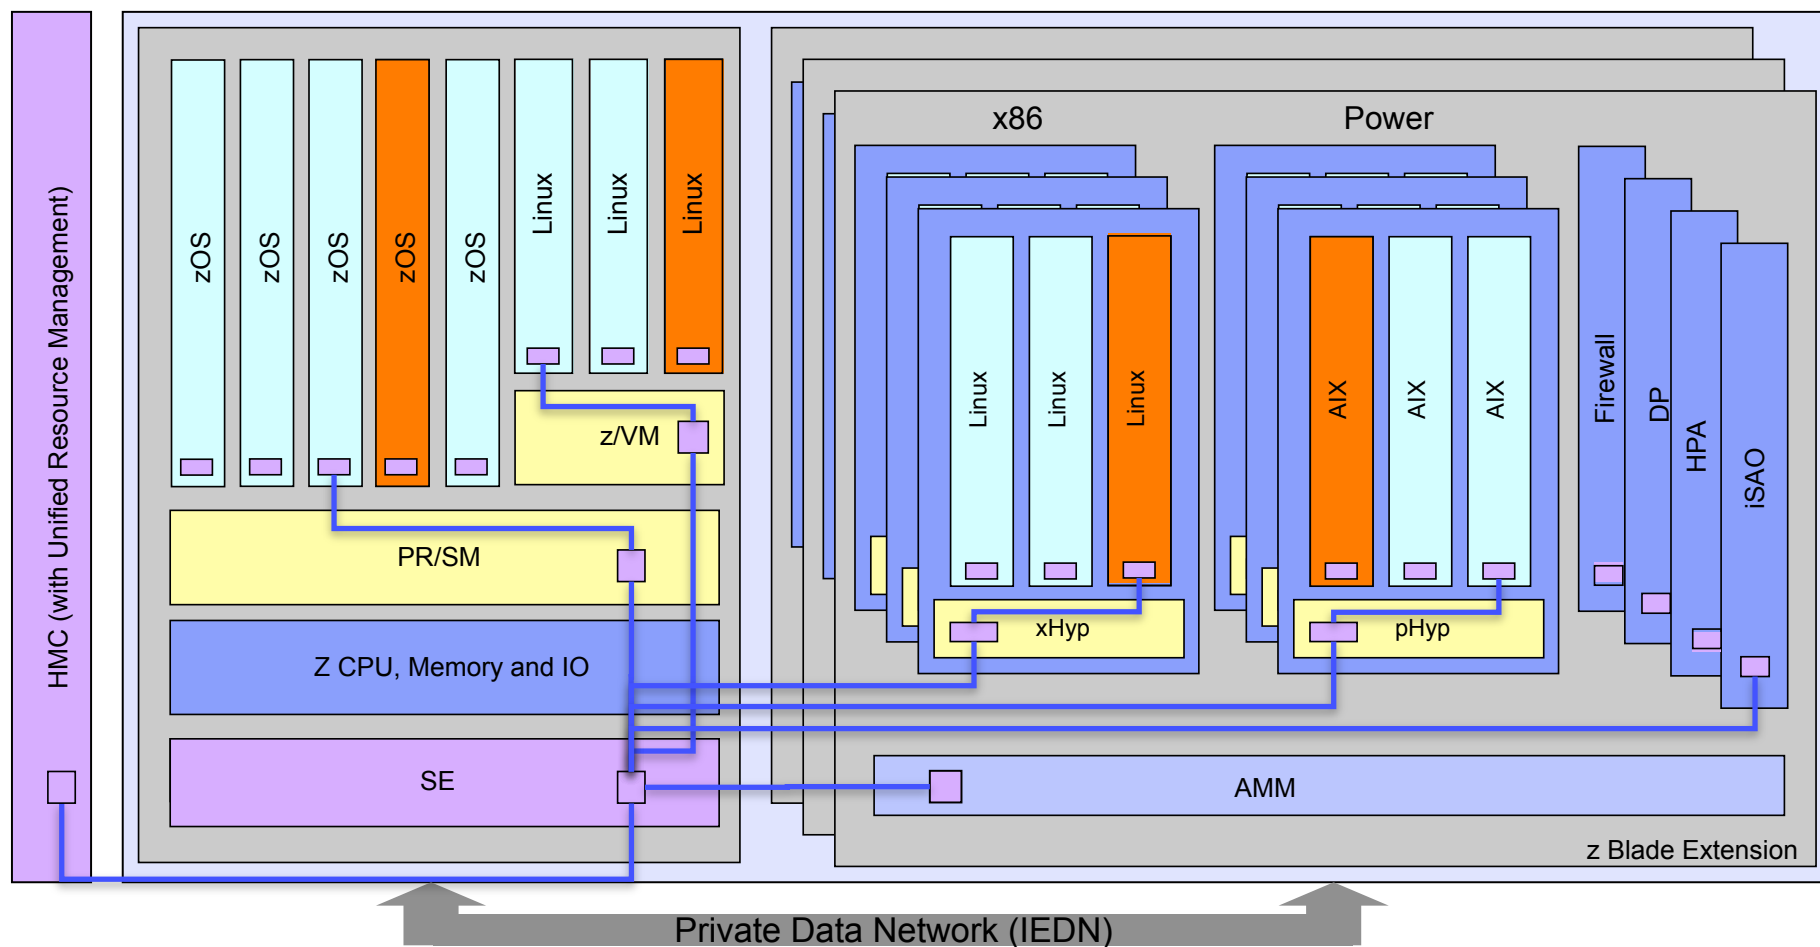 HMC (with Unified Resource Management)
zOS
zOS
zOS
zOS
zOS
Linux
Linux
Linux
z/VM
PR/SM
Z CPU, Memory and IO
SE
x86
Power
Linux
Linux
Linux
xHyp
AIX
AIX
AIX
pHyp
Firewall
DP
HPA
iSAO
AMM
z Blade Extension
Private Data Network (IEDN)